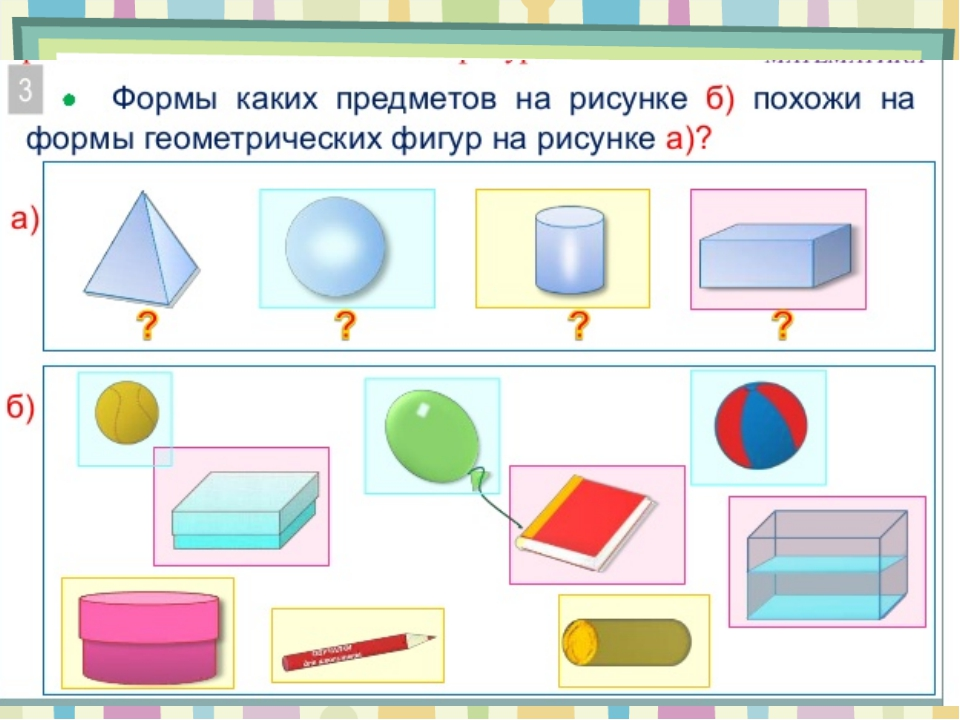 3
• Формы каких предметов на рисунке б) похожи на
формы геометрических фигур на рисунке а)?
а)
? ? ? ?
б)